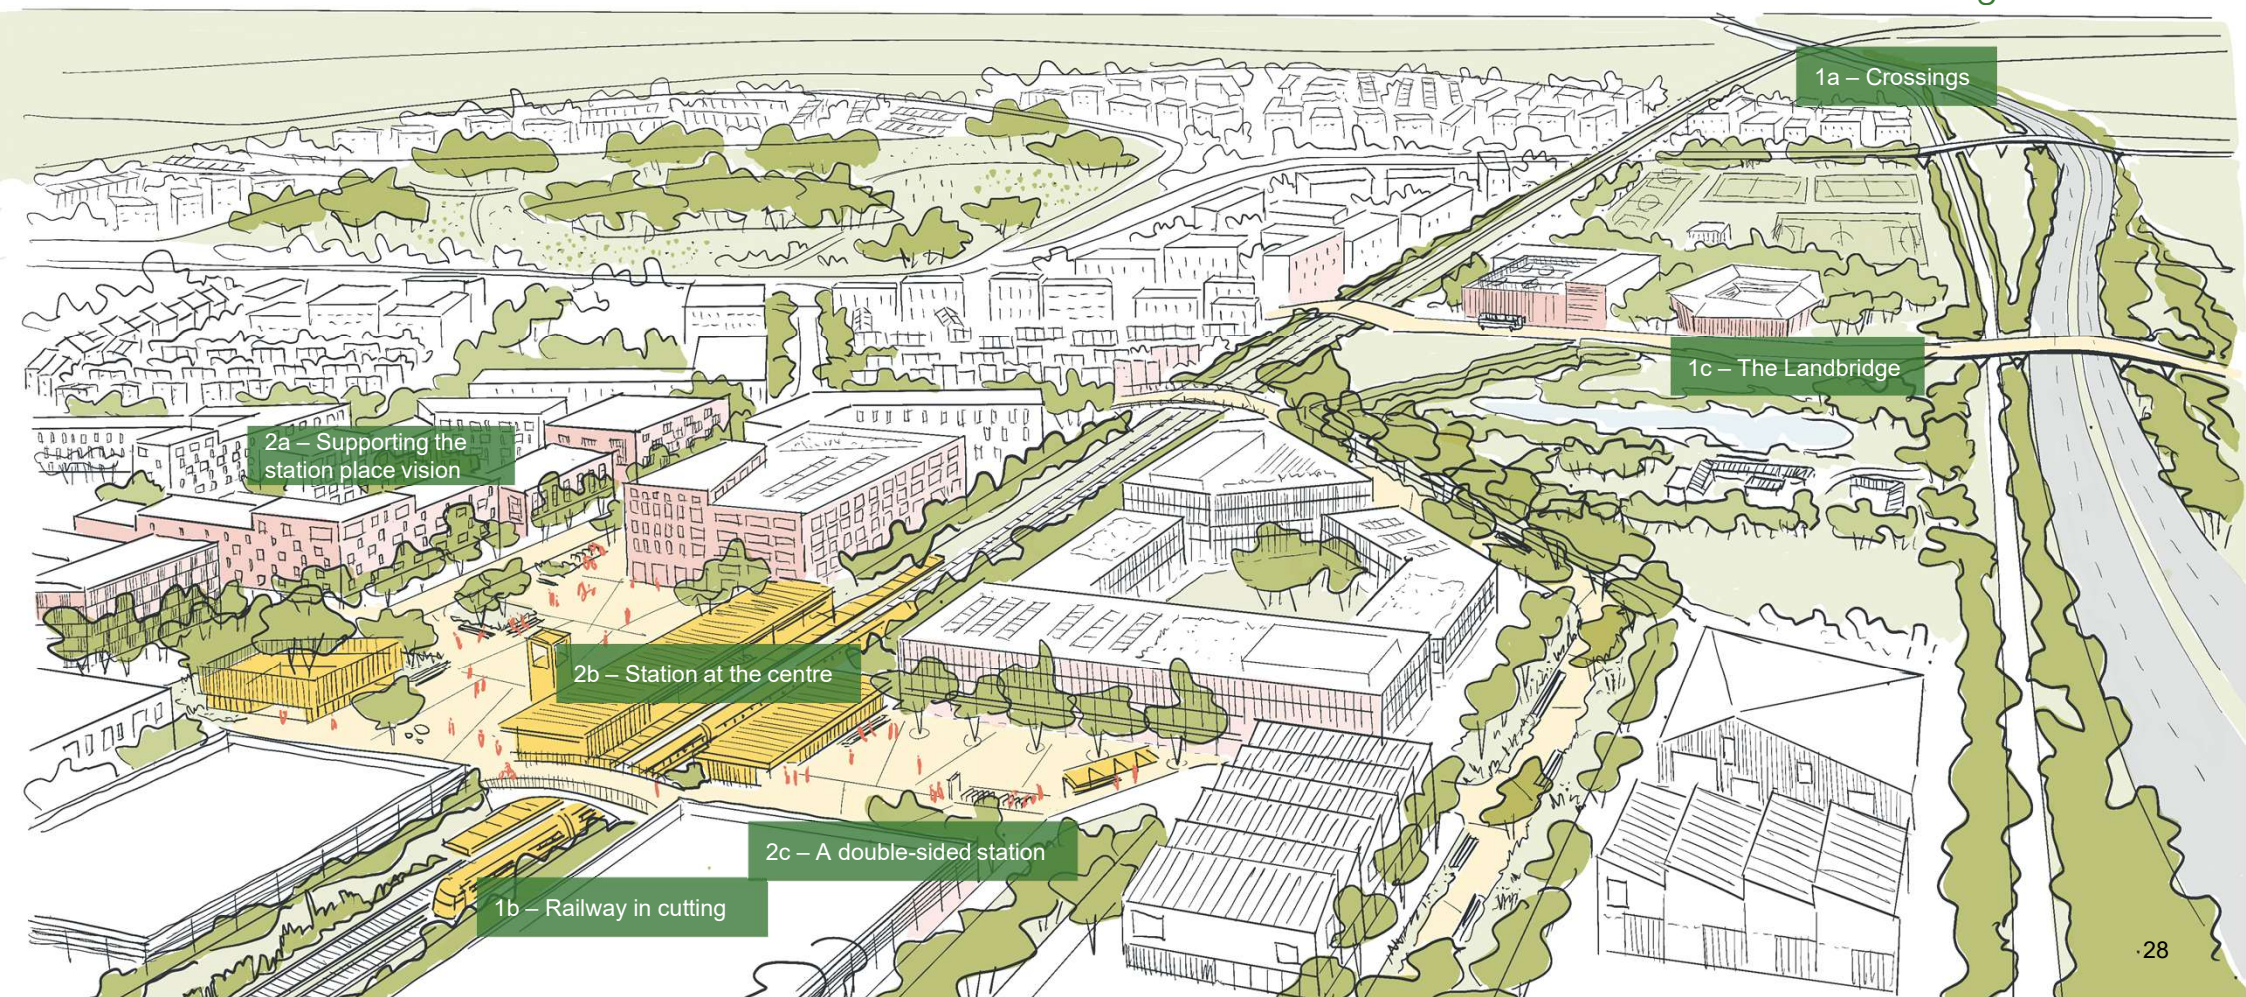 1a – Crossings
1c – The Landbridge
2a – Supporting the
station place vision
2b – Station at the centre
2c – A double-sided station
1b – Railway in cutting
28